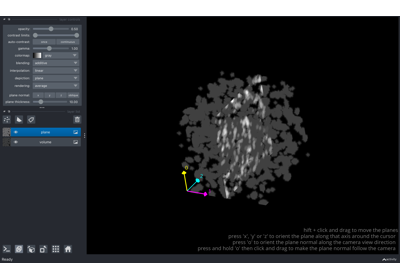 opacity:
0.50
contrast limits:
auto-contrast:
once
continuous
gamma:
1.00
colormap:
gray
blending:
additive
interpolation:
linear
depiction:
plane
rendering:
average
plane normal:
plane thickness:
10.00
plane
volume
hift + click and drag to move the planes
press 'x', 'y' or 'z' to orient the plane along that axis around the cursor
press 'o' to orient the plane normal along the camera view direction
press and hold 'o' then click and drag to make the plane normal follow the camera
Ready